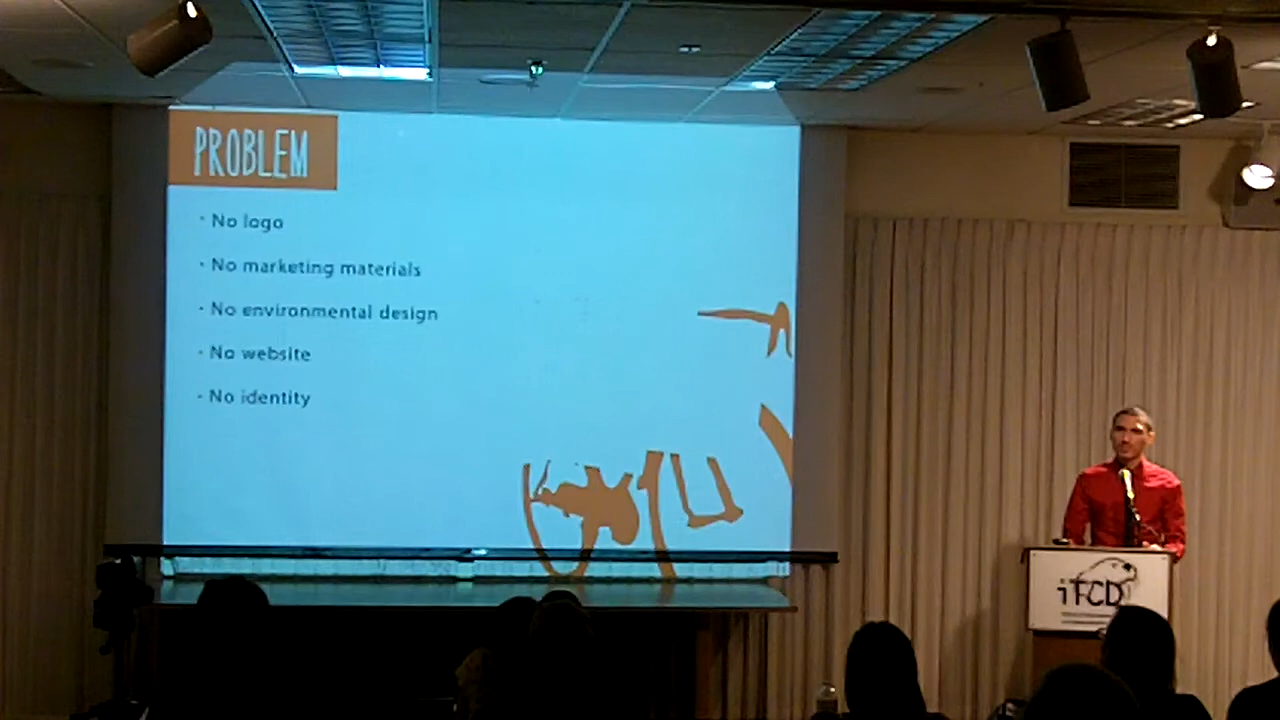 PROBLEM
· No logo
· No marketing materials
· No environmental design
· No website
· No identity
iTCD